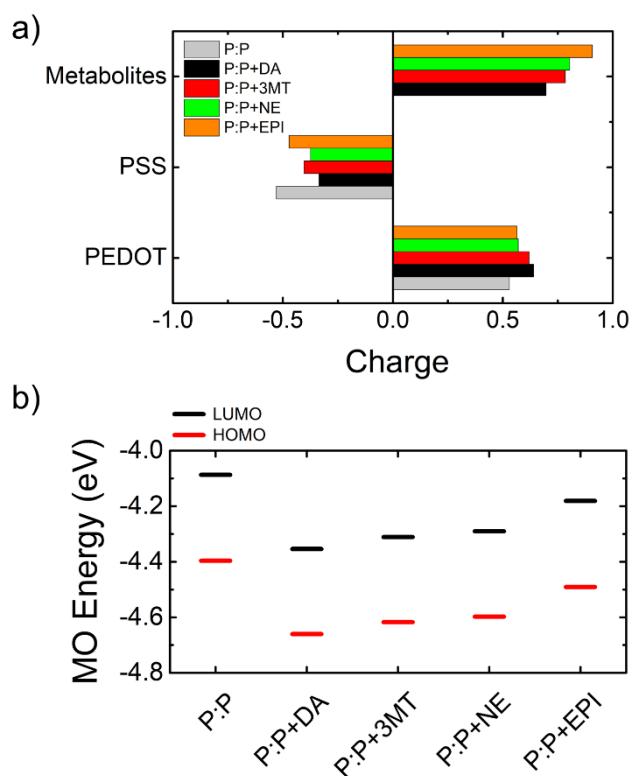 a)
P:P
P:P+DA
P:P+3MT
P:P+NE
P:P+EPI
Metabolites
PSS
PEDOT
-1.0 -0.5 0.0 0.5 1.0
Charge
b)
LUMO
HOMO
MO Energy (eV)
-4.0
-4.2
-4.4
-4.6
-4.8
P:P P:P+DA P:P+3MT P:P+NE P:P+EPI